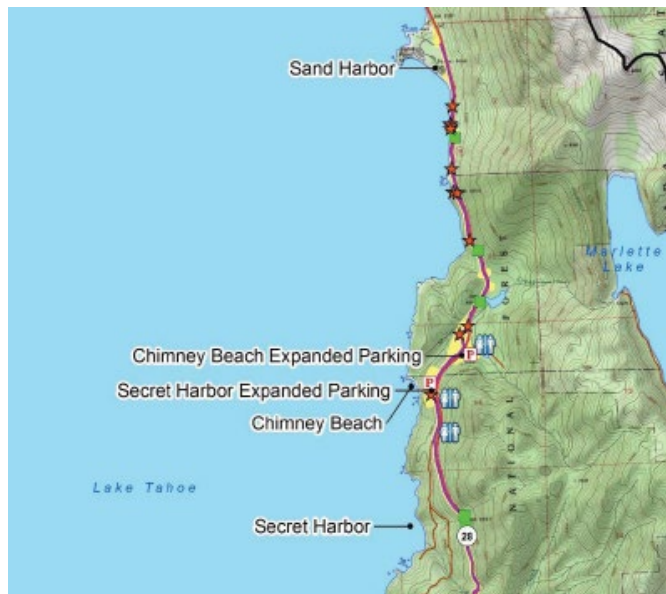 Sand Harbor
Marlette
Lake
FOREST
Chimney Beach Expanded Parking
P
P
Secret Harbor Expanded Parking
Chimney Beach
NATIONAL
Lake Tahoe
Secret Harbor
28